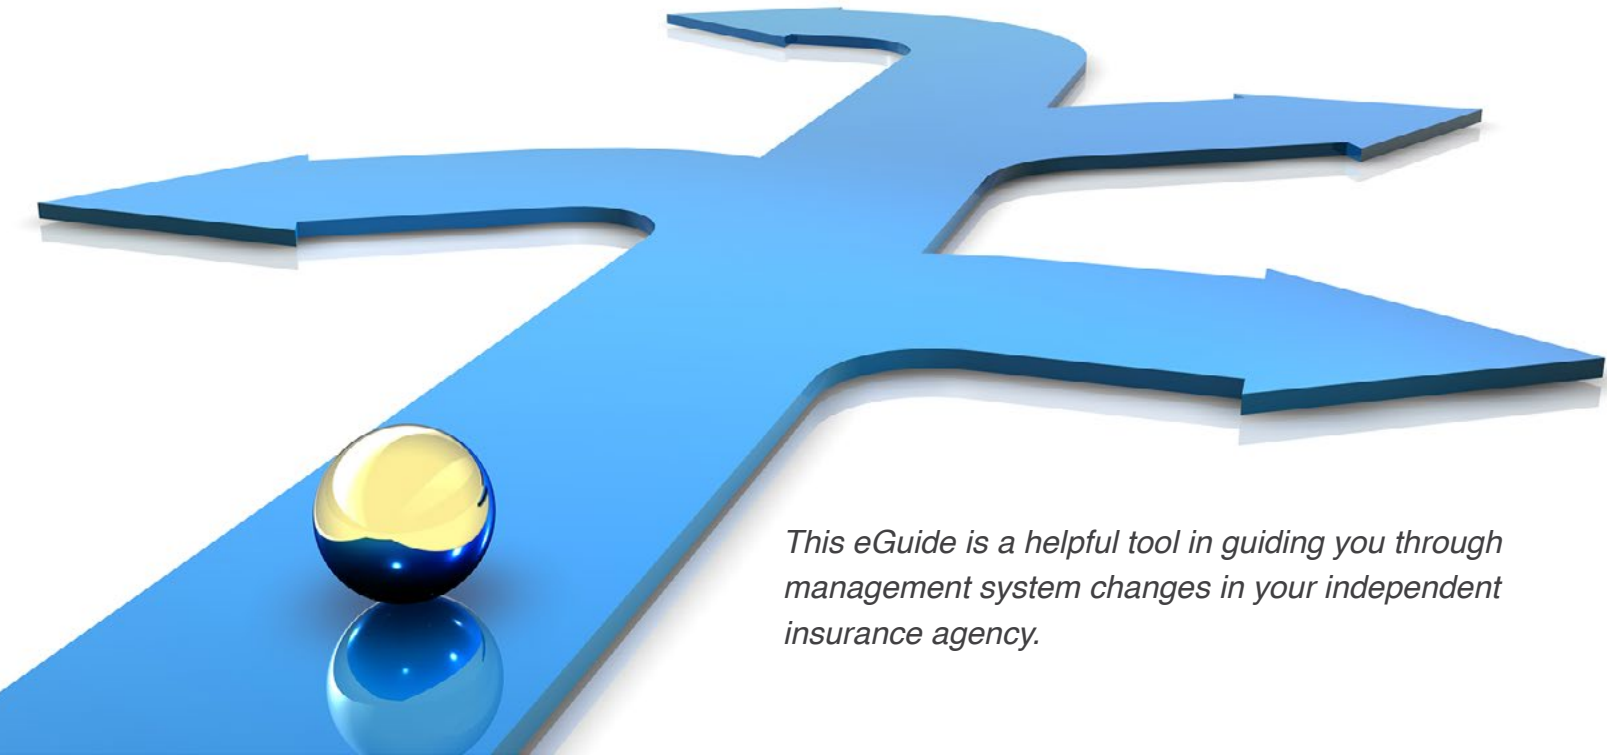 This eGuide is a helpful tool in guiding you through
management system changes in your independent
insurance agency.